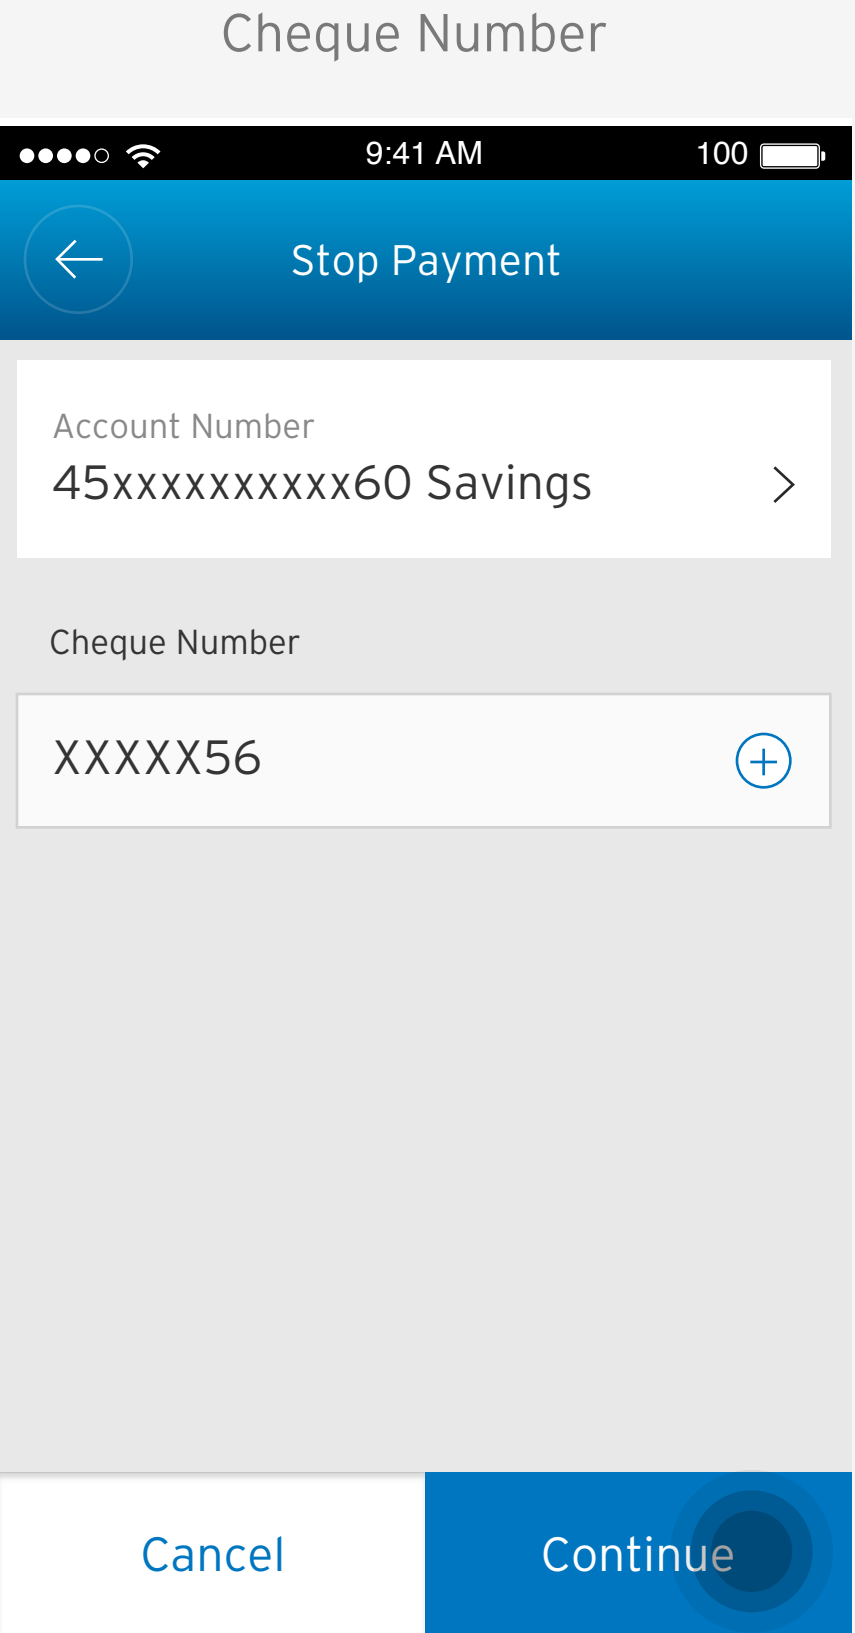 Cheque Number
9:41 AM
100
Stop Payment
Account Number
45xxxxxxxxxx60 Savings
Cheque Number
XXXXX56
Cancel
Continue